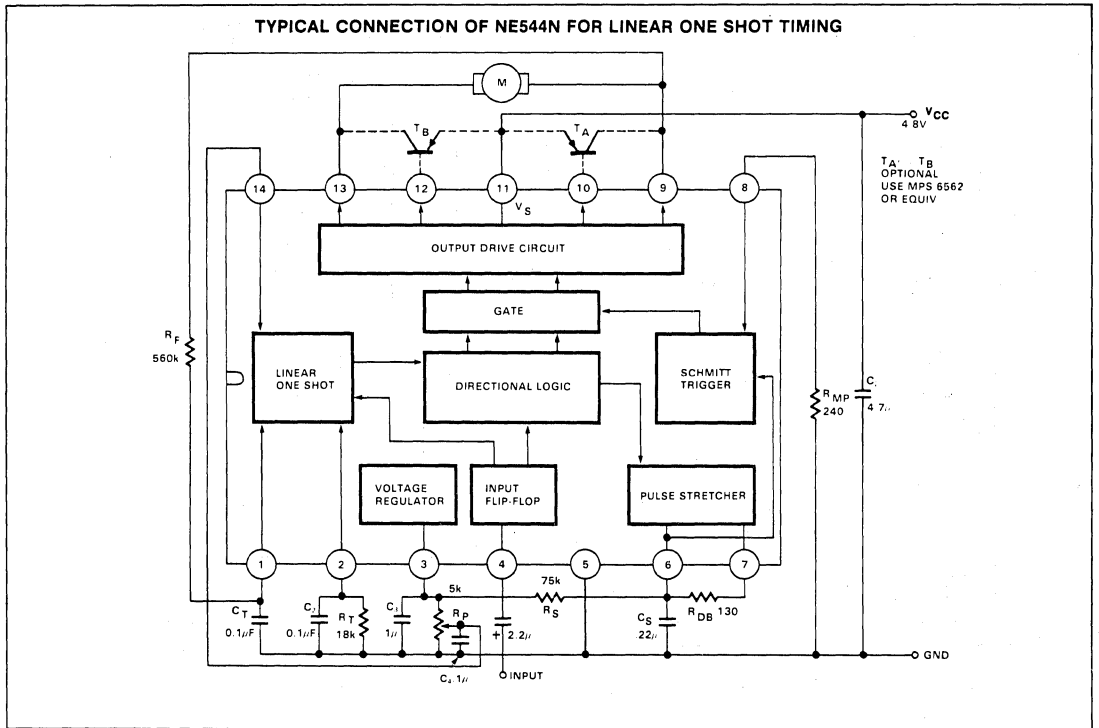 TYPICAL CONNECTION OF NE544N FOR LINEAR ONE SHOT TIMING
M
VCC
4 8V
TB
TA
TA, TB
OPTIONAL
USE MPS 6562
OR EQUIV
14
13
12
11
10
9
8
VS
OUTPUT DRIVE CIRCUIT
GATE
RF
560k
LINEAR
ONE SHOT
DIRECTIONAL LOGIC
SCHMITT
TRIGGER
RMP
240
C,
4 7µ
VOLTAGE
REGULATOR
INPUT
FLIP-FLOP
PULSE STRETCHER
1
2
3
4
5
6
7
5k
75k
RS
RDB 130
CT
0.1µF
C2
0.1µF
RT
18k
C3
1µ
RP
+ 2.2µ
CS
.22µ
GND
C4 .1µ
INPUT